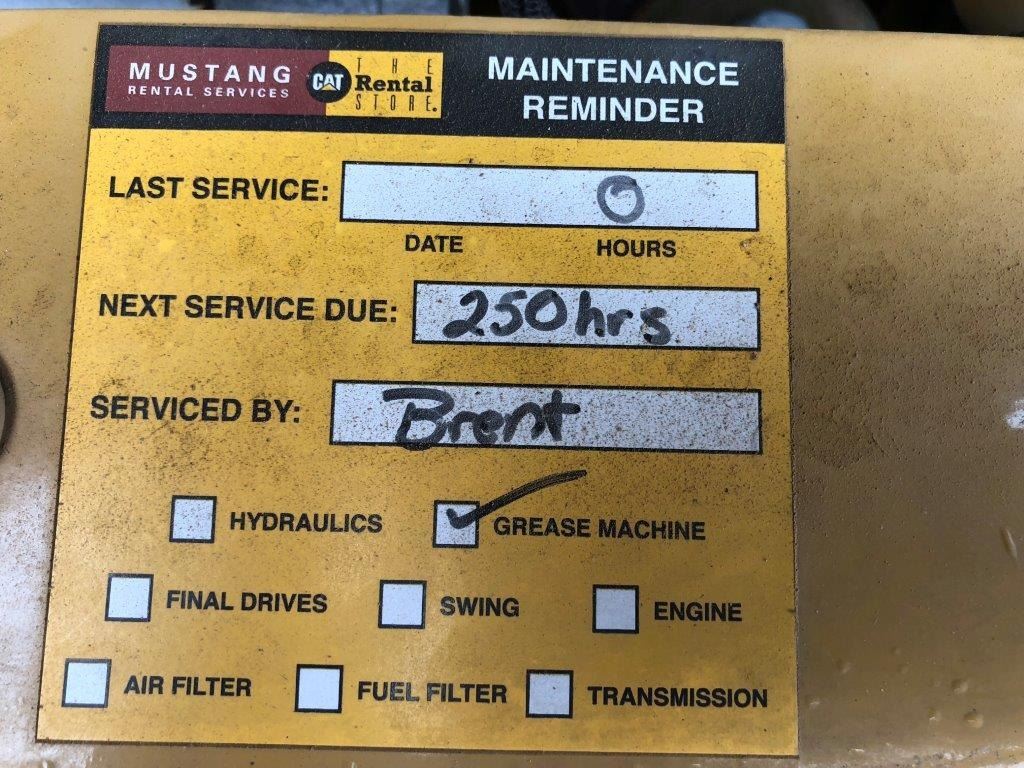 MUSTANG
RENTAL SERVICES
CAT
THE
Rental
STORE.
MAINTENANCE
REMINDER
LAST SERVICE: 0
DATE HOURS
NEXT SERVICE DUE: 250hrs
SERVICED BY: Brent
HYDRAULICS GREASE MACHINE
FINAL DRIVES SWING ENGINE
AIR FILTER FUEL FILTER TRANSMISSION